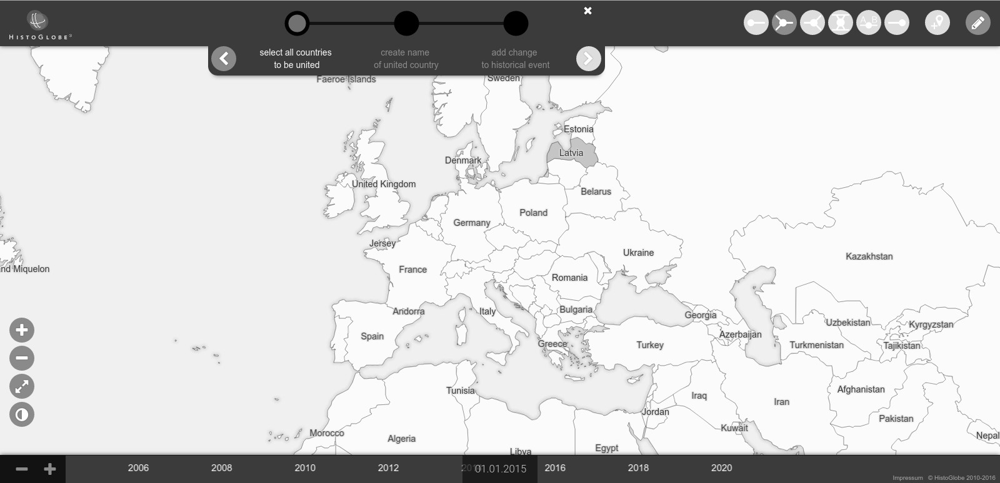 HISTOGLOBE
select all countries
to be united
create name
of united country
add change
to historical event
A B
Faeroe Islands
Sweden
Estonia
Latvia
Denmark
United Kingdom
Belarus
Poland
Germany
Jersey
Ukraine
Kazakhstan
nd Miquelon
France
Romania
Andorra
Italy
Bulgaria
Georgia
Uzbekistan
Kyrgyzstan
Spain
Azerbaijan
Greece
Turkey
Turkmenistan
Tajikistan
Tunisia
Afghanistan
Iraq
Iran
Jordan
Pakistan
Kuwait
Morocco
Algeria
Nepal
Egypt
Libya
2006
2008
2010
2012
01.01.2015
2016
2018
2020
Impressum © HistoGlobe 2010-2016